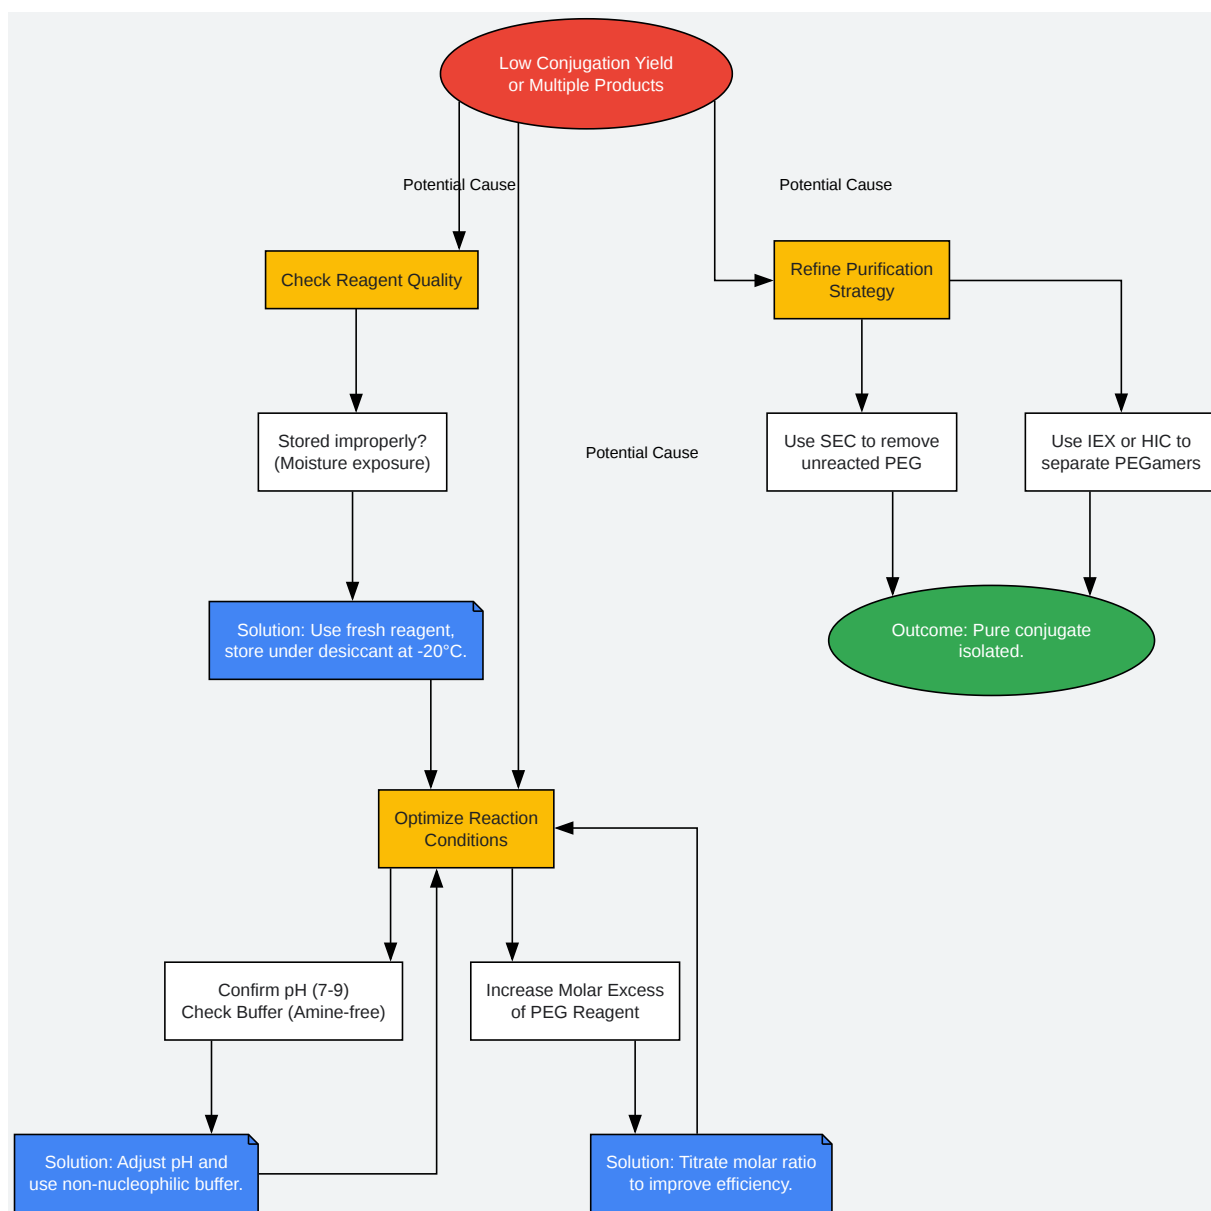 Low Conjugation Yield
or Multiple Products
Potential Cause
Potential Cause
Check Reagent Quality
Refine Purification
Strategy
Stored improperly?
(Moisture exposure)
Potential Cause
Use SEC to remove
unreacted PEG
Use IEX or HIC to
separate PEGamers
Solution: Use fresh reagent,
store under desiccant at -20°C.
Outcome: Pure conjugate
isolated.
Optimize Reaction
Conditions
Confirm pH (7-9)
Check Buffer (Amine-free)
Increase Molar Excess
of PEG Reagent
Solution: Adjust pH and
use non-nucleophilic buffer.
Solution: Titrate molar ratio
to improve efficiency.